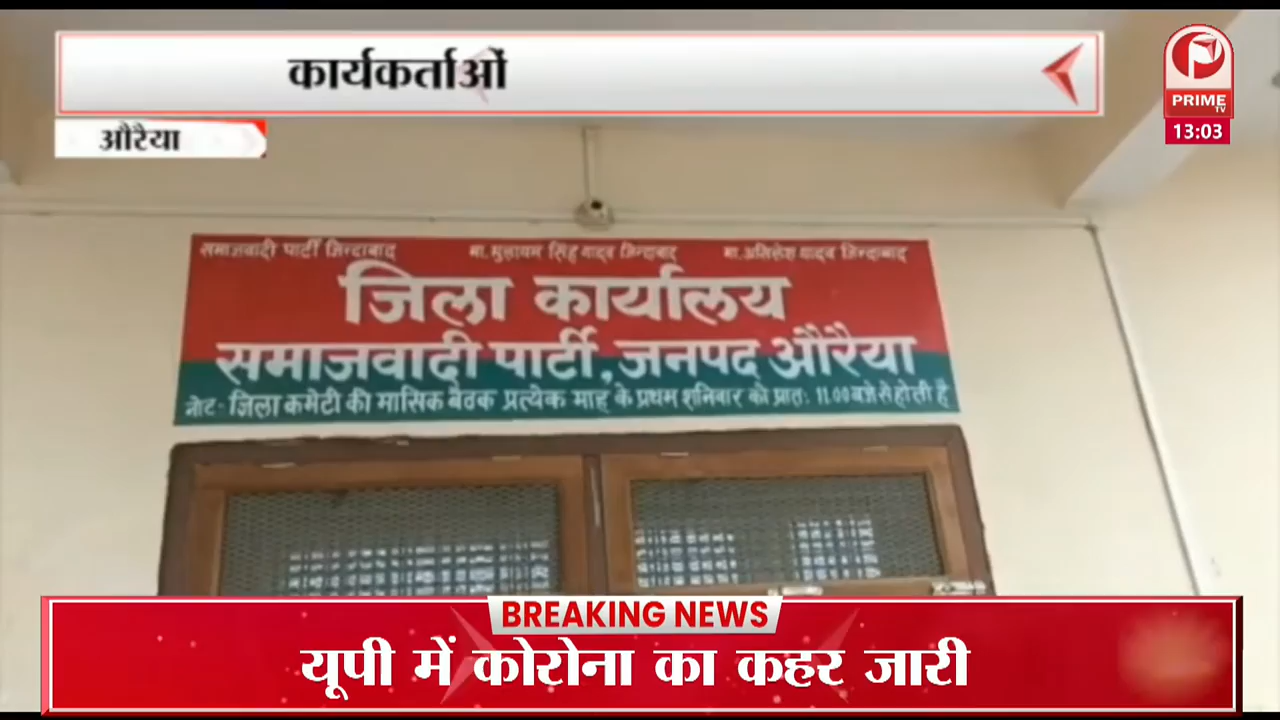 कार्यकर्ताओं
PRIME
TV
13:03
औरैया
समाजवादी पार्टी जिन्दाबाद मा. मुलायम सिंह यादव जिन्दाबाद मा. अखिलेश यादव जिन्दाबाद
जिला कार्यालय
समाजवादी पार्टी, जनपद औरैया
नोट- जिला कमेटी की मासिक बैठक प्रत्येक माह के प्रथम शनिवार को प्रातः 11.00 बजे से होती है
BREAKING NEWS
यूपी में कोरोना का कहर जारी